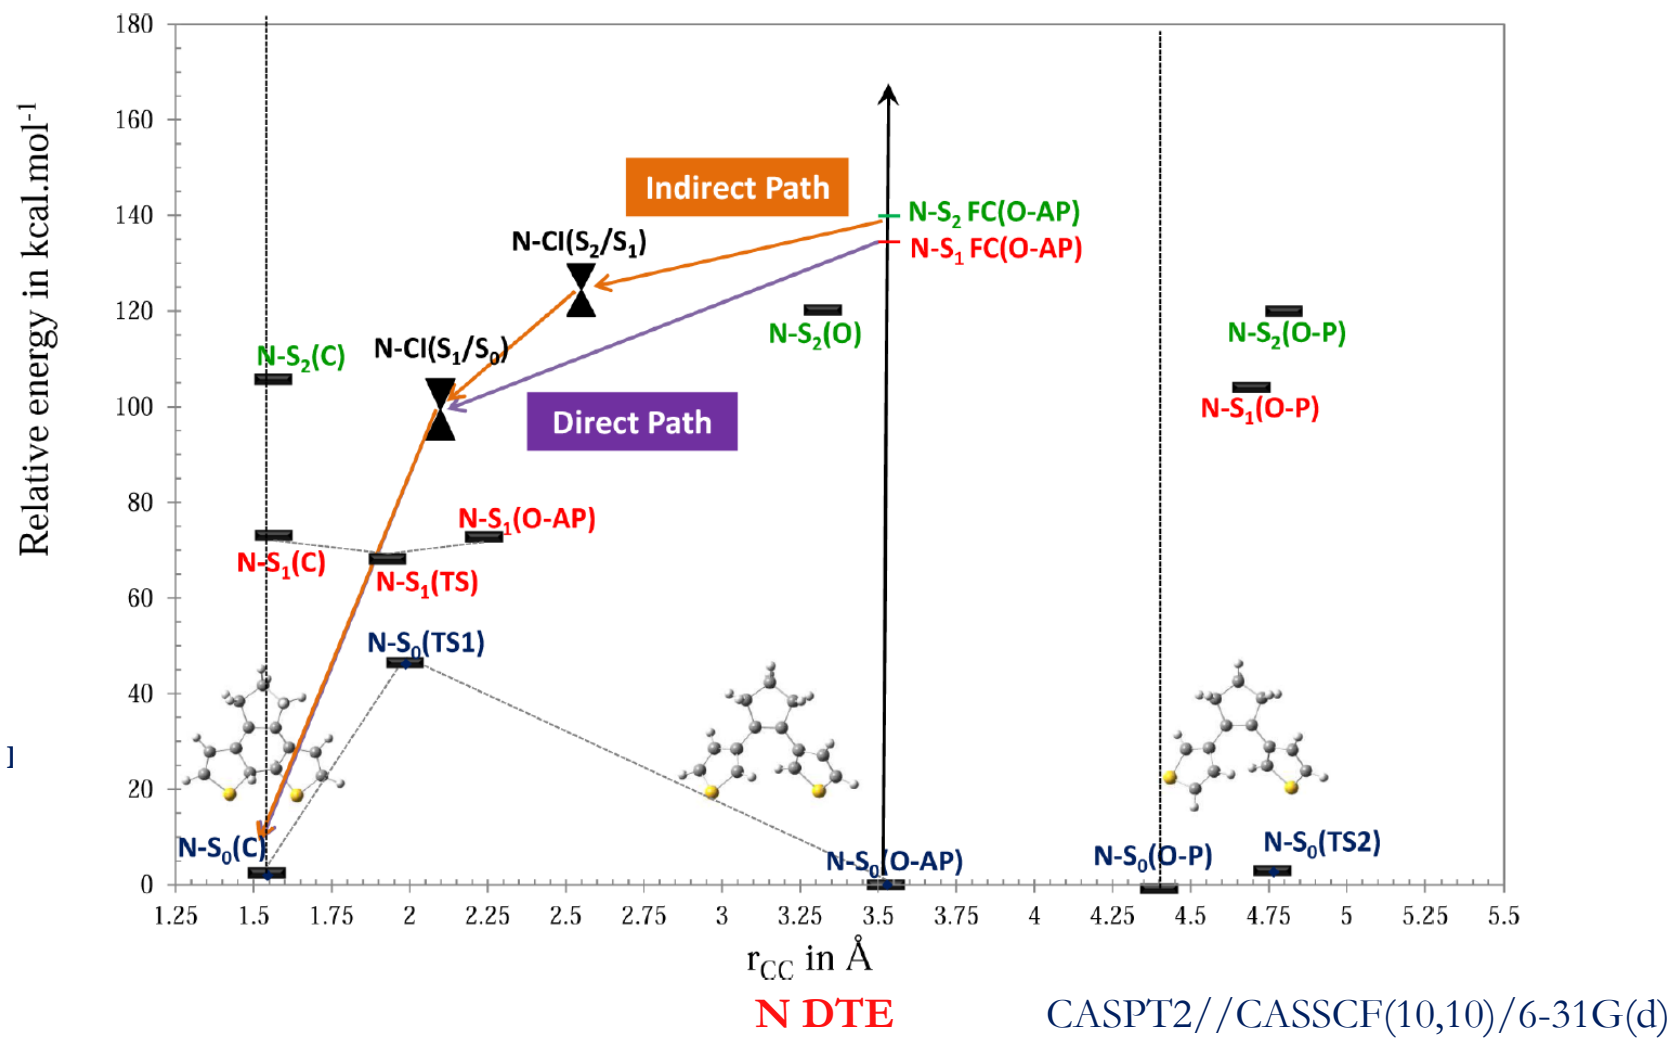 Relative energy in kcal.mol⁻¹
180
160
140
120
100
80
60
40
20
0
Indirect Path
N-S₂ FC(O-AP)
N-S₁ FC(O-AP)
N-CI(S₂/S₁)
N-S₂(O)
N-S₂(O-P)
N-CI(S₁/S₀)
N-S₂(C)
N-S₁(O-P)
Direct Path
N-S₁(O-AP)
N-S₁(C)
N-S₁(TS)
N-S₀(TS1)
]
N-S₀(C)
N-S₀(O-AP)
N-S₀(O-P)
N-S₀(TS2)
1.25 1.5 1.75 2 2.25 2.5 2.75 3 3.25 3.5 3.75 4 4.25 4.5 4.75 5 5.25 5.5
r_CC in Å
N DTE
CASPT2//CASSCF(10,10)/6-31G(d)